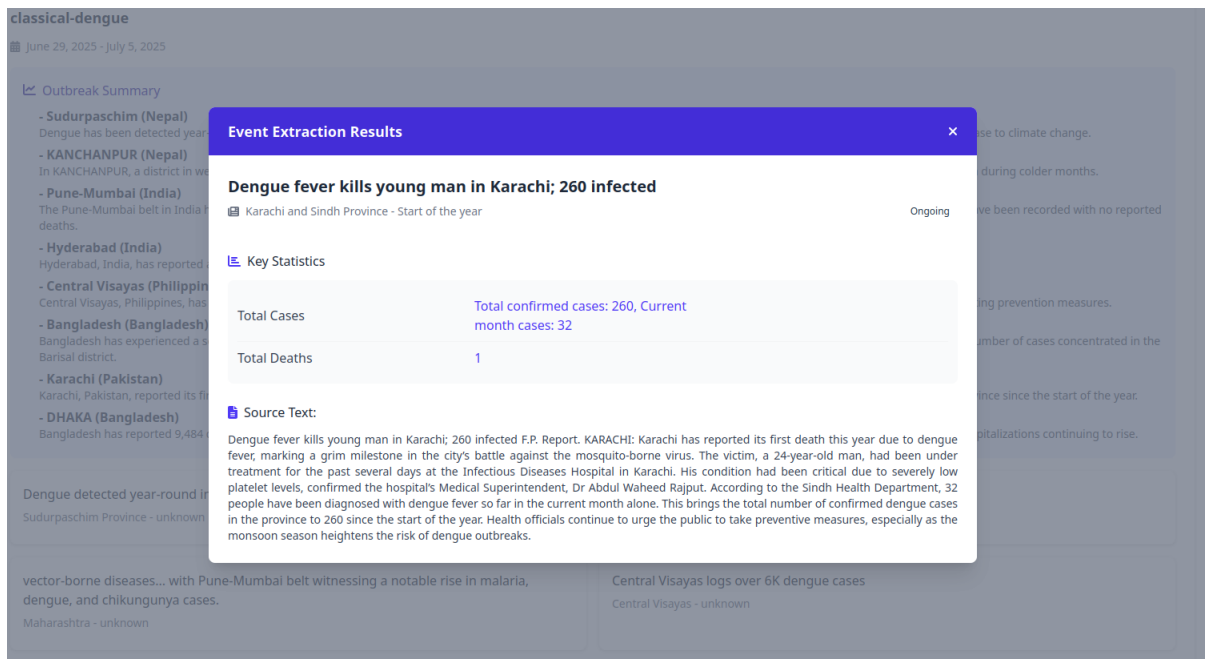 classical-dengue
June 29, 2025 - July 5, 2025
Outbreak Summary
- Sudurpaschim (Nepal)
Dengue has been detected year-
se to climate change.
- KANCHANPUR (Nepal)
In KANCHANPUR, a district in we
during colder months.
- Pune-Mumbai (India)
The Pune-Mumbai belt in India h
ve been recorded with no reported
deaths.
- Hyderabad (India)
Hyderabad, India, has reported
- Central Visayas (Philippin
Central Visayas, Philippines, has
ing prevention measures.
- Bangladesh (Bangladesh)
Bangladesh has experienced a s
umber of cases concentrated in the
Barisal district.
- Karachi (Pakistan)
Karachi, Pakistan, reported its fi
ince since the start of the year.
- DHAKA (Bangladesh)
Bangladesh has reported 9,484
pitalizations continuing to rise.
Event Extraction Results
×
Dengue fever kills young man in Karachi; 260 infected
Karachi and Sindh Province - Start of the year
Ongoing
Key Statistics
Total Cases
Total confirmed cases: 260, Current
month cases: 32
Total Deaths
1
Source Text:
Dengue fever kills young man in Karachi; 260 infected F.P. Report. KARACHI: Karachi has reported its first death this year due to dengue
fever, marking a grim milestone in the city's battle against the mosquito-borne virus. The victim, a 24-year-old man, had been under
treatment for the past several days at the Infectious Diseases Hospital in Karachi. His condition had been critical due to severely low
platelet levels, confirmed the hospital's Medical Superintendent, Dr Abdul Waheed Rajput. According to the Sindh Health Department, 32
people have been diagnosed with dengue fever so far in the current month alone. This brings the total number of confirmed dengue cases
in the province to 260 since the start of the year. Health officials continue to urge the public to take preventive measures, especially as the
monsoon season heightens the risk of dengue outbreaks.
Dengue detected year-round in
Sudurpaschim Province - unknown
vector-borne diseases... with Pune-Mumbai belt witnessing a notable rise in malaria,
dengue, and chikungunya cases.
Maharashtra - unknown
Central Visayas logs over 6K dengue cases
Central Visayas - unknown